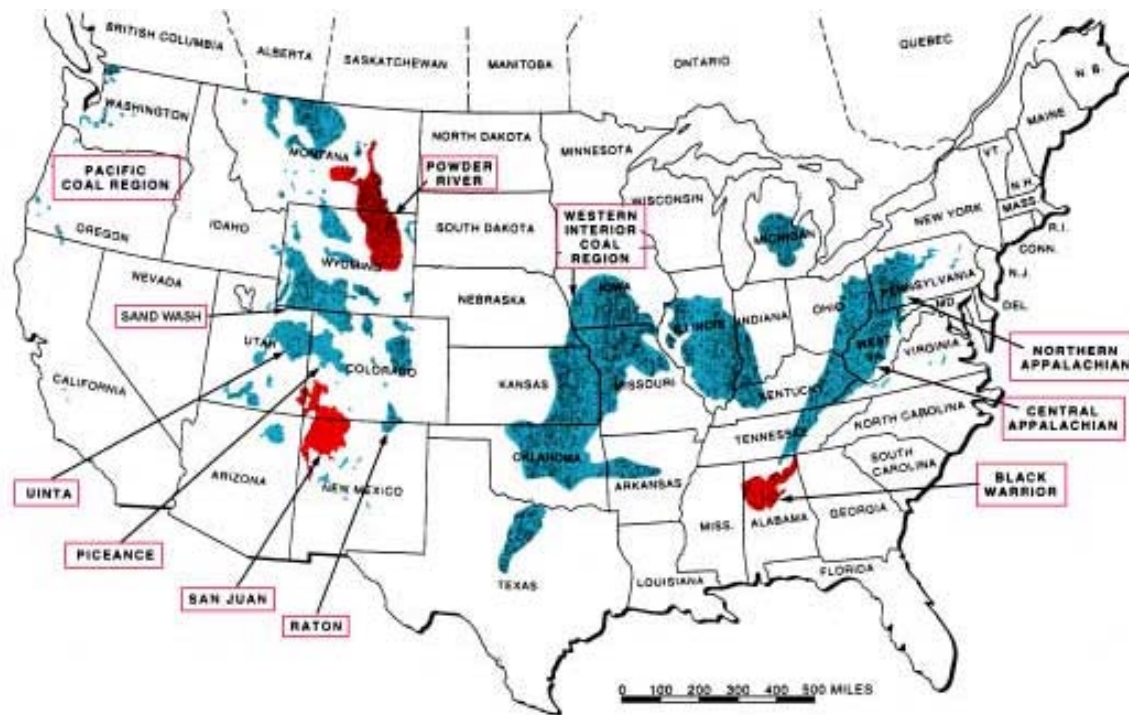 BRITISH COLUMBIA
ALBERTA
SASKATCHEWAN
MANITOBA
ONTARIO
QUEBEC
N. B.
MAINE
WASHINGTON
MONTANA
NORTH DAKOTA
MINNESOTA
VT.
N.H.
PACIFIC
COAL REGION
POWDER
RIVER
WISCONSIN
NEW YORK
MASS.
R.I.
OREGON
IDAHO
SOUTH DAKOTA
WESTERN
INTERIOR
COAL
REGION
MICHIGAN
CONN.
WYOMING
NEVADA
NEBRASKA
IOWA
PENNSYLVANIA
N.J.
SAND WASH
ILLINOIS
INDIANA
OHIO
MD.
DEL.
UTAH
COLORADO
WEST
VA.
VIRGINIA
NORTHERN
APPALACHIAN
CALIFORNIA
KANSAS
MISSOURI
KENTUCKY
NORTH CAROLINA
CENTRAL
APPALACHIAN
TENNESSEE
OKLAHOMA
SOUTH
CAROLINA
ARIZONA
NEW MEXICO
ARKANSAS
BLACK
WARRIOR
UINTA
MISS.
ALABAMA
GEORGIA
PICEANCE
TEXAS
LOUISIANA
FLORIDA
SAN JUAN
RATON
0 100 200 300 400 500 MILES